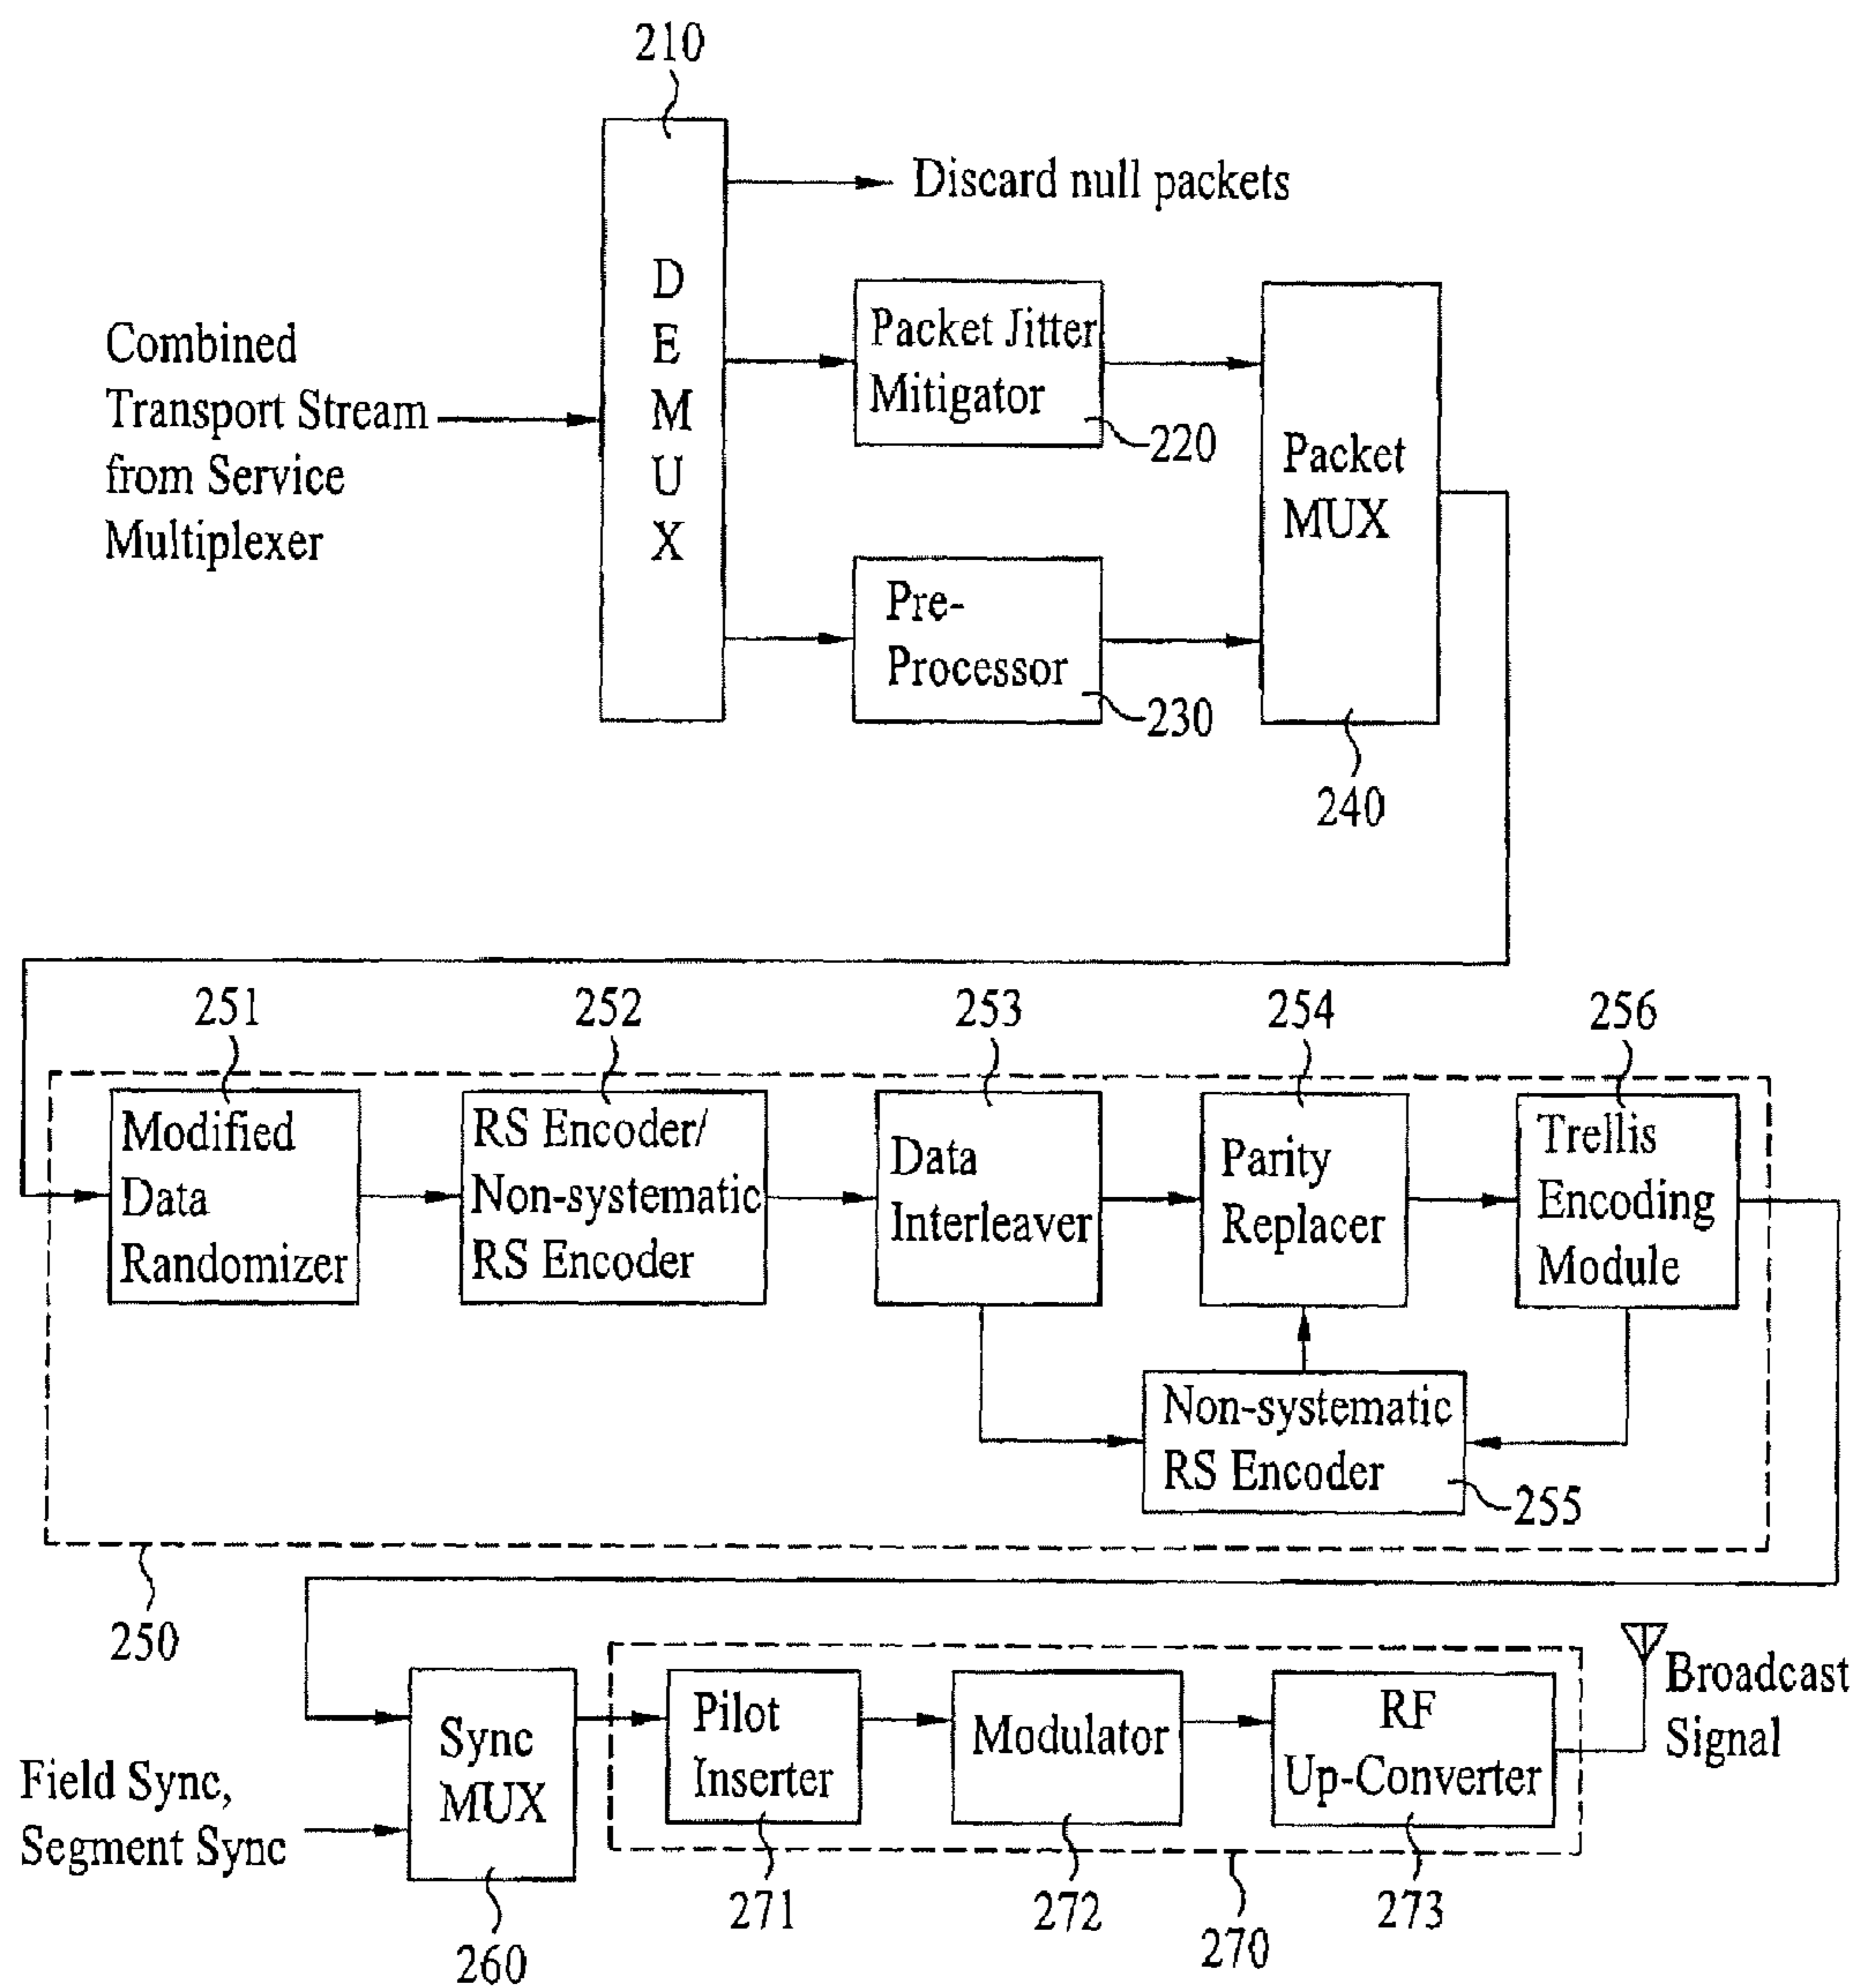 210
Discard null packets
D
E
M
U
X
Combined
Transport Stream
from Service
Multiplexer
Packet Jitter
Mitigator
220
Pre-
Processor
230
Packet
MUX
240
251
252
253
254
256
Modified
Data
Randomizer
RS Encoder/
Non-systematic
RS Encoder
Data
Interleaver
Parity
Replacer
Trellis
Encoding
Module
Non-systematic
RS Encoder
255
250
Field Sync,
Segment Sync
Sync
MUX
260
Pilot
Inserter
271
Modulator
272
RF
Up-Converter
273
270
Broadcast
Signal